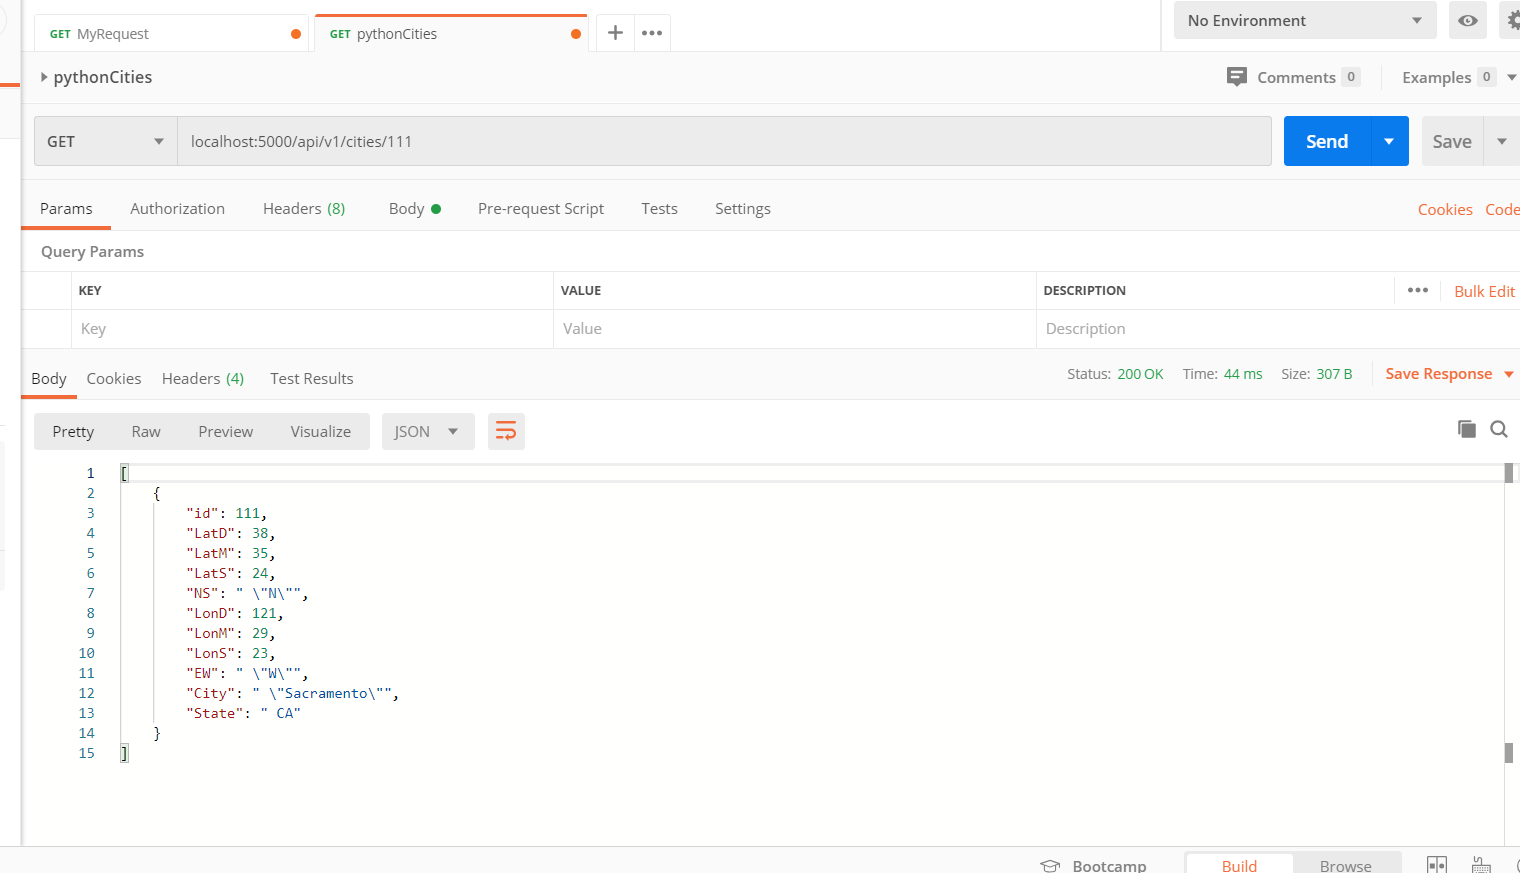 GET MyRequest GET pythonCities No Environment
pythonCities Comments 0 Examples 0
GET localhost:5000/api/v1/cities/111 Send Save
Params Authorization Headers (8) Body Pre-request Script Tests Settings Cookies Code
Query Params
KEY VALUE DESCRIPTION Bulk Edit
Key Value Description
Body Cookies Headers (4) Test Results Status: 200 OK Time: 44 ms Size: 307 B Save Response
Pretty Raw Preview Visualize JSON
1 [
2 {
3 "id": 111,
4 "LatD": 38,
5 "LatM": 35,
6 "LatS": 24,
7 "NS": " \"N\"",
8 "LonD": 121,
9 "LonM": 29,
10 "LonS": 23,
11 "EW": " \"W\"",
12 "City": " \"Sacramento\"",
13 "State": " CA"
14 }
15 ]
Bootcamp Build Browse